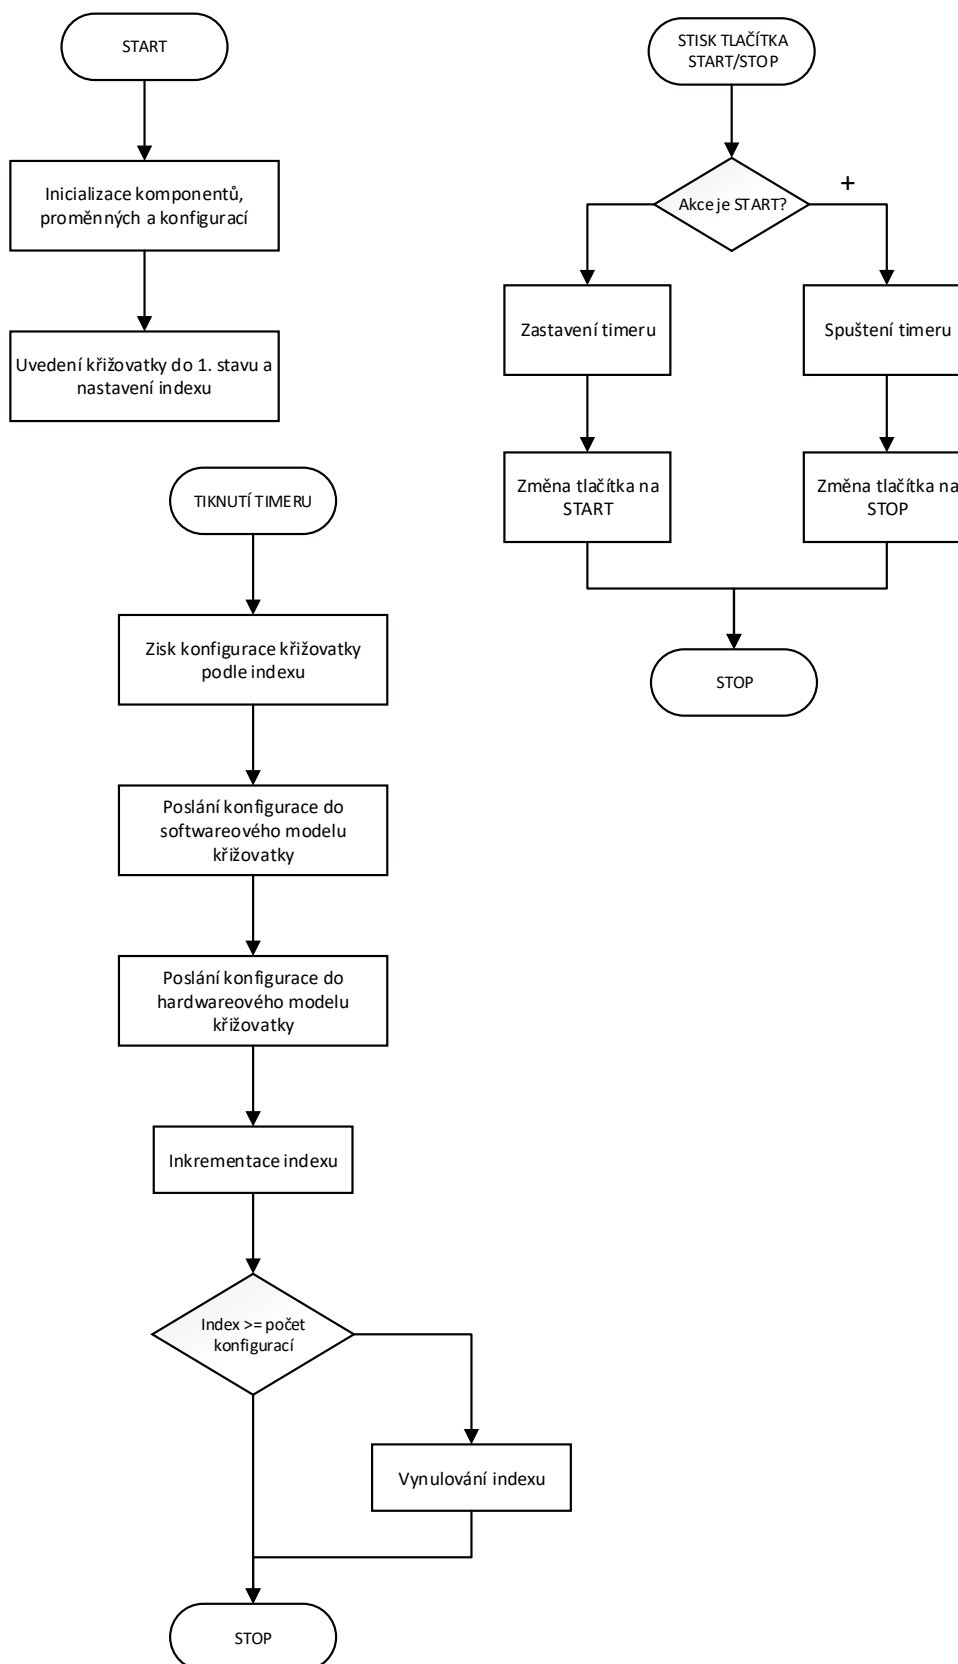 START
Inicializace komponentů,
proměnných a konfigurací
Uvedení křižovatky do 1. stavu a
nastavení indexu
STISK TLAČÍTKA
START/STOP
Akce je START?
+
Zastavení timeru
Spuštení timeru
Změna tlačítka na
START
Změna tlačítka na
STOP
STOP
TIKNUTÍ TIMERU
Zisk konfigurace křižovatky
podle indexu
Poslání konfigurace do
softwareového modelu
křižovatky
Poslání konfigurace do
hardwareového modelu
křižovatky
Inkrementace indexu
Index >= počet
konfigurací
Vynulování indexu
STOP